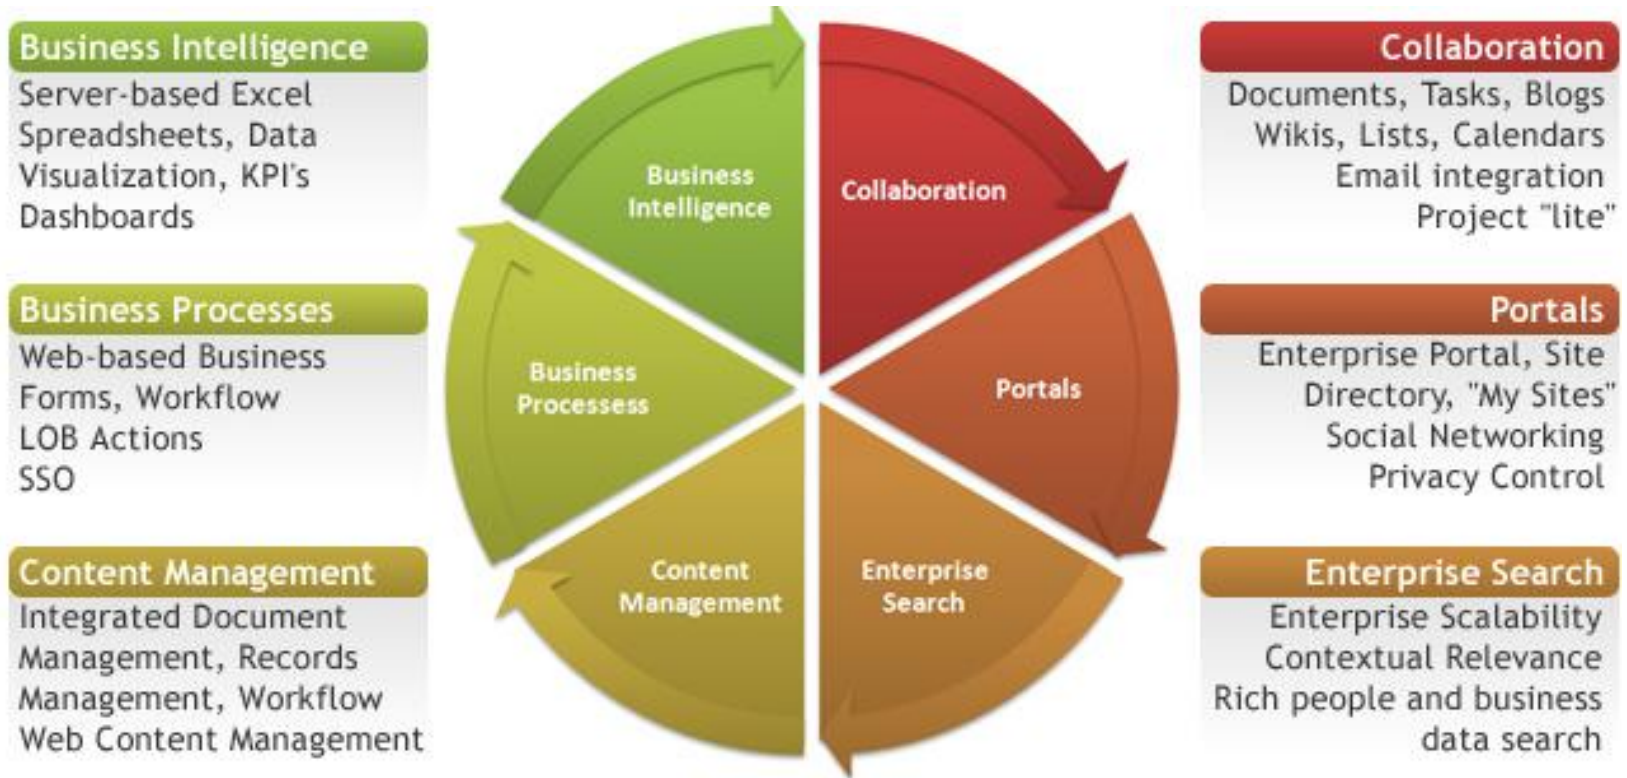 Business Intelligence
Server-based Excel
Spreadsheets, Data
Visualization, KPI's
Dashboards
Business Processes
Web-based Business
Forms, Workflow
LOB Actions
SSO
Content Management
Integrated Document
Management, Records
Management, Workflow
Web Content Management
Business
Intelligence
Collaboration
Business
Processess
Portals
Content
Management
Enterprise
Search
Collaboration
Documents, Tasks, Blogs
Wikis, Lists, Calendars
Email integration
Project "lite"
Portals
Enterprise Portal, Site
Directory, "My Sites"
Social Networking
Privacy Control
Enterprise Search
Enterprise Scalability
Contextual Relevance
Rich people and business
data search